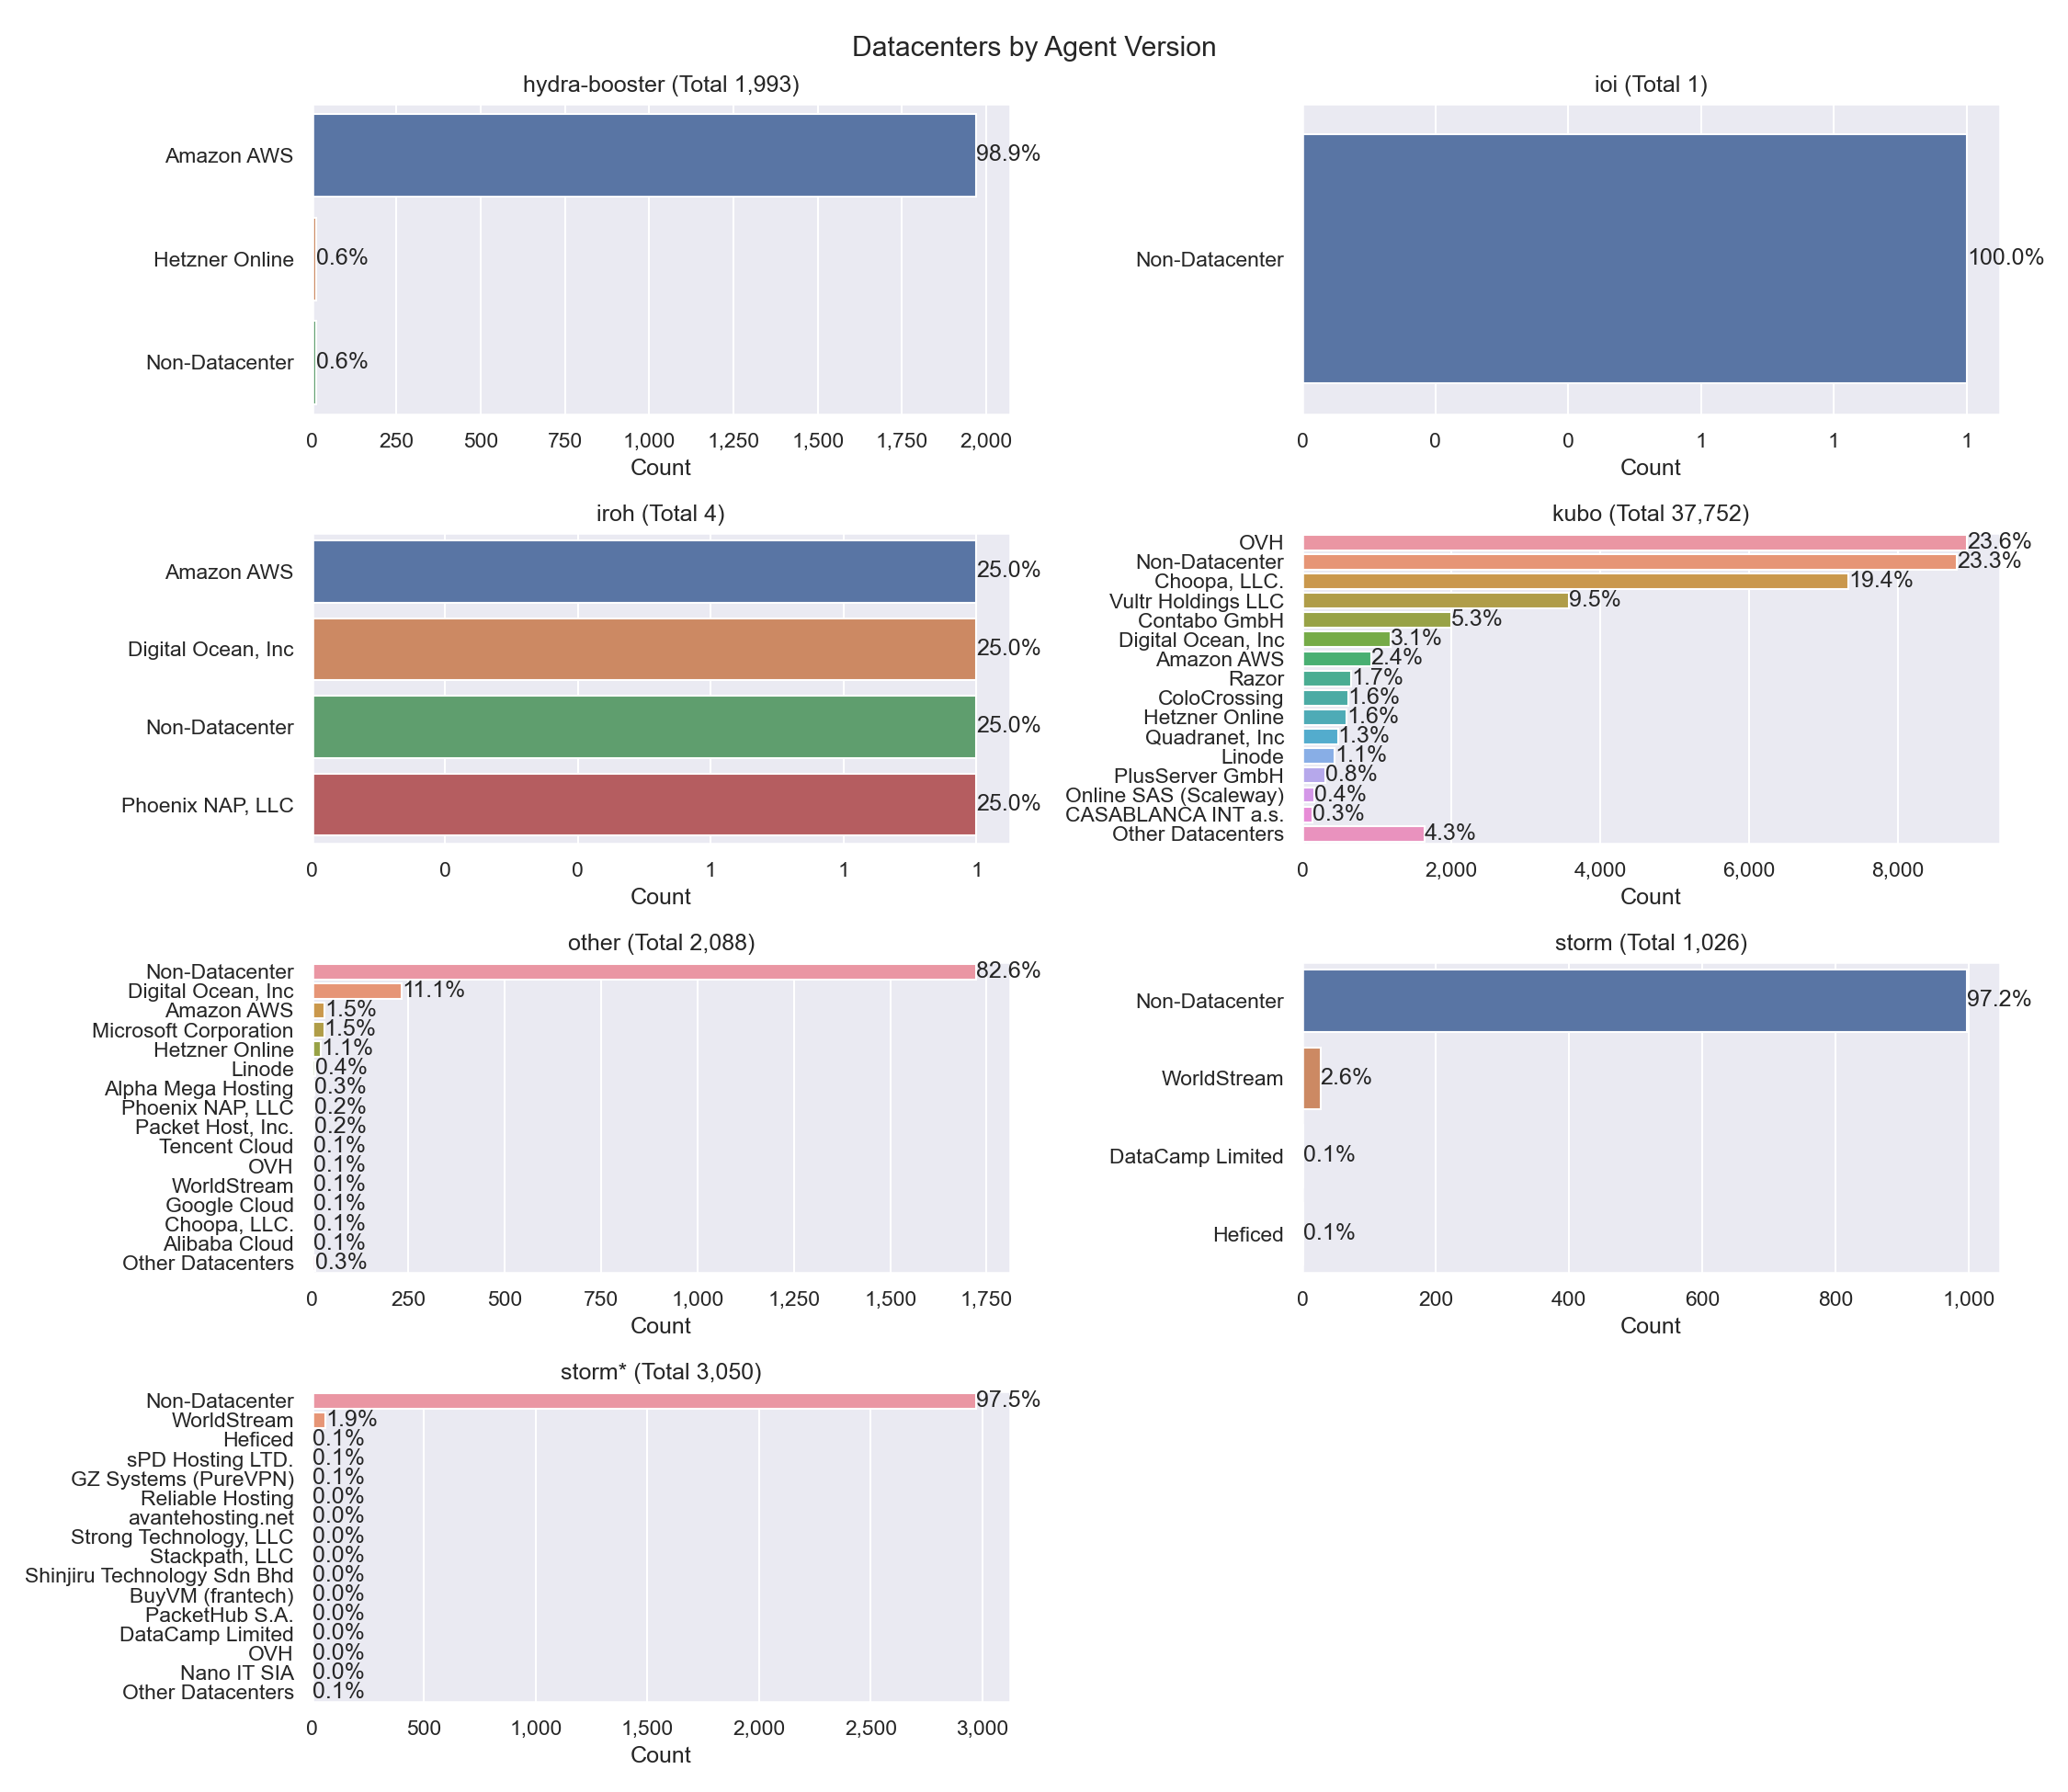 Datacenters by Agent Version
hydra-booster (Total 1,993)
Amazon AWS 98.9%
Hetzner Online 0.6%
Non-Datacenter 0.6%
0 250 500 750 1,000 1,250 1,500 1,750 2,000
Count
ioi (Total 1)
Non-Datacenter 100.0%
0 0 0 1 1 1
Count
iroh (Total 4)
Amazon AWS 25.0%
Digital Ocean, Inc 25.0%
Non-Datacenter 25.0%
Phoenix NAP, LLC 25.0%
0 0 0 1 1 1
Count
kubo (Total 37,752)
OVH 23.6%
Non-Datacenter 23.3%
Choopa, LLC. 19.4%
Vultr Holdings LLC 9.5%
Contabo GmbH 5.3%
Digital Ocean, Inc 3.1%
Amazon AWS 2.4%
Razor 1.7%
ColoCrossing 1.6%
Hetzner Online 1.6%
Quadranet, Inc 1.3%
Linode 1.1%
PlusServer GmbH 0.8%
Online SAS (Scaleway) 0.4%
CASABLANCA INT a.s. 0.3%
Other Datacenters 4.3%
0 2,000 4,000 6,000 8,000
Count
other (Total 2,088)
Non-Datacenter 82.6%
Digital Ocean, Inc 11.1%
Amazon AWS 1.5%
Microsoft Corporation 1.5%
Hetzner Online 1.1%
Linode 0.4%
Alpha Mega Hosting 0.3%
Phoenix NAP, LLC 0.2%
Packet Host, Inc. 0.2%
Tencent Cloud 0.1%
OVH 0.1%
WorldStream 0.1%
Google Cloud 0.1%
Choopa, LLC. 0.1%
Alibaba Cloud 0.1%
Other Datacenters 0.3%
0 250 500 750 1,000 1,250 1,500 1,750
Count
storm (Total 1,026)
Non-Datacenter 97.2%
WorldStream 2.6%
DataCamp Limited 0.1%
Heficed 0.1%
0 200 400 600 800 1,000
Count
storm* (Total 3,050)
Non-Datacenter 97.5%
WorldStream 1.9%
Heficed 0.1%
sPD Hosting LTD. 0.1%
GZ Systems (PureVPN) 0.1%
Reliable Hosting 0.0%
avantehosting.net 0.0%
Strong Technology, LLC 0.0%
Stackpath, LLC 0.0%
Shinjiru Technology Sdn Bhd 0.0%
BuyVM (frantech) 0.0%
PacketHub S.A. 0.0%
DataCamp Limited 0.0%
OVH 0.0%
Nano IT SIA 0.0%
Other Datacenters 0.1%
0 500 1,000 1,500 2,000 2,500 3,000
Count